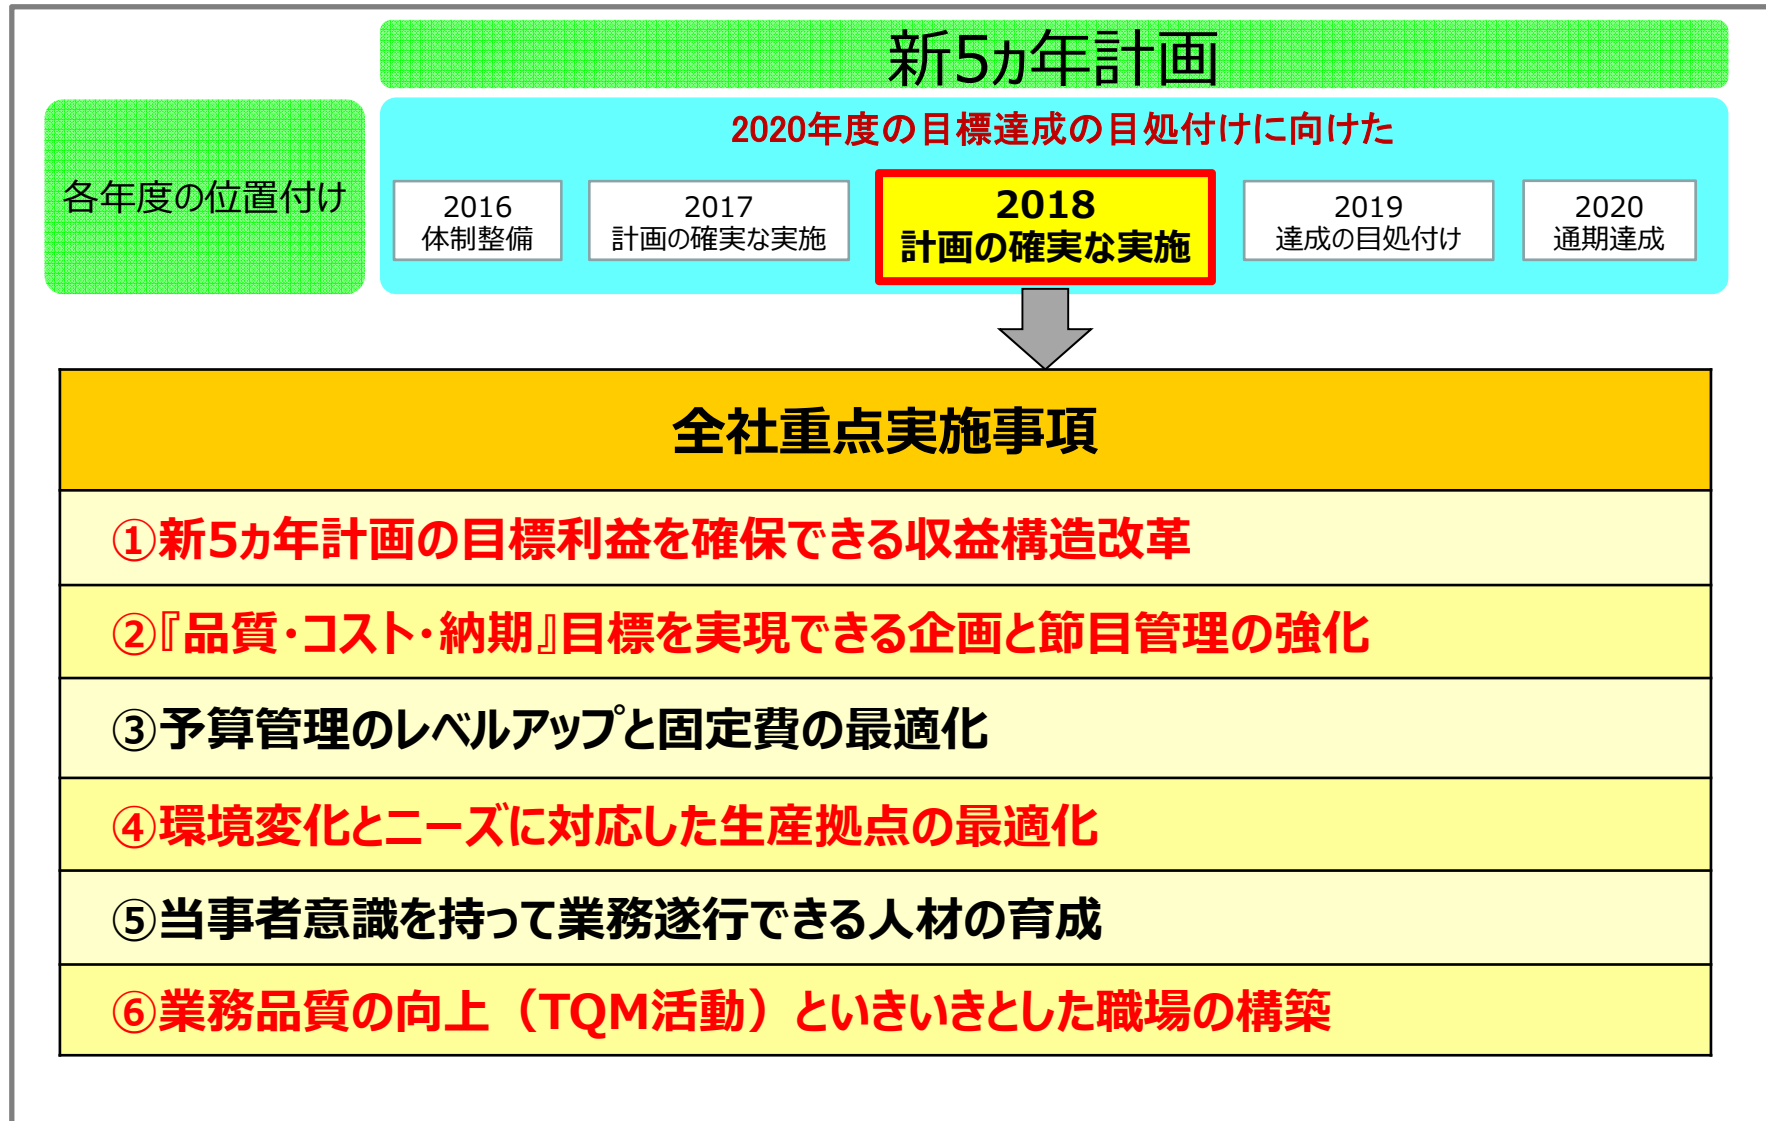 新5ヵ年計画
2020年度の目標達成の目処付けに向けた
各年度の位置付け
2016
体制整備
2017
計画の確実な実施
2018
計画の確実な実施
2019
達成の目処付け
2020
通期達成
全社重点実施事項
①新5ヵ年計画の目標利益を確保できる収益構造改革
②『品質・コスト・納期』目標を実現できる企画と節目管理の強化
③予算管理のレベルアップと固定費の最適化
④環境変化とニーズに対応した生産拠点の最適化
⑤当事者意識を持って業務遂行できる人材の育成
⑥業務品質の向上（TQM活動）といきいきとした職場の構築